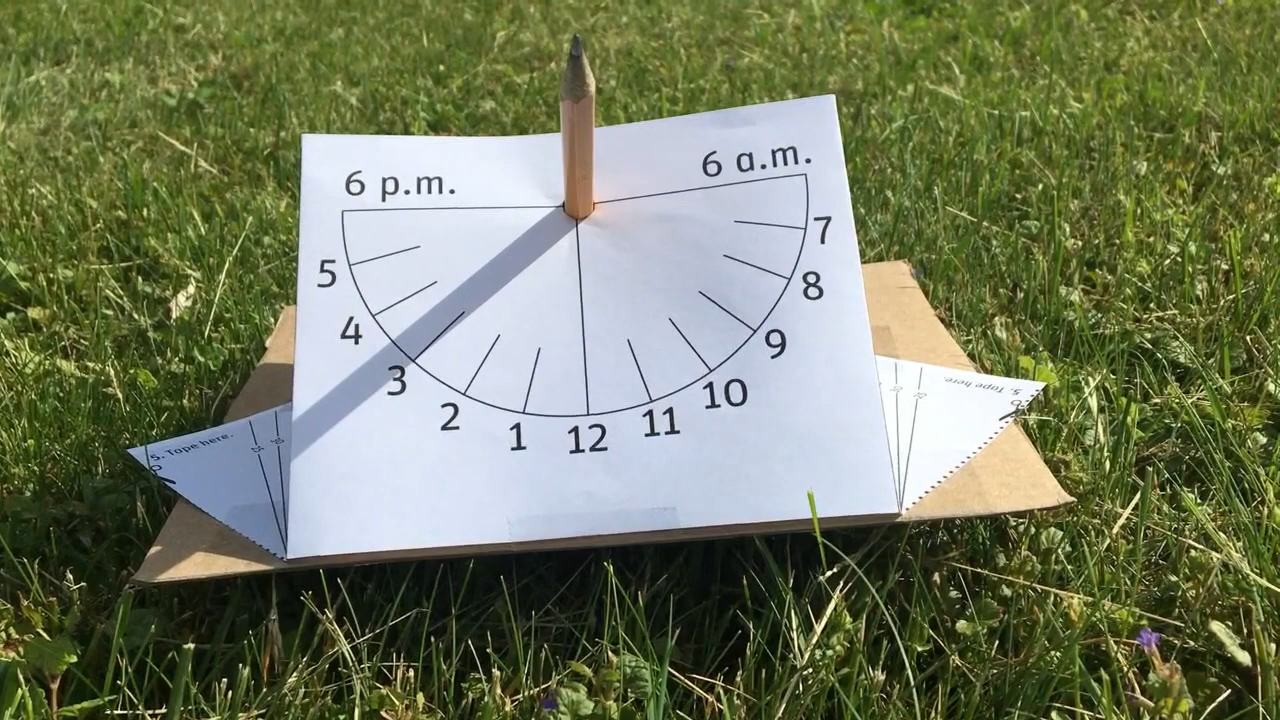 6 p.m.
6 a.m.
5
4
3
2
1
12
11
10
9
8
7
5. Tape here.
5. Tape here.